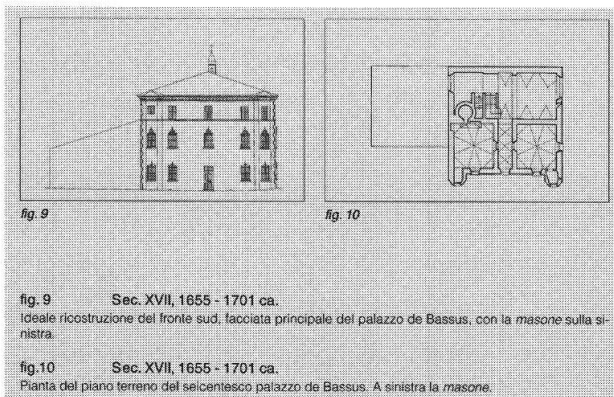 fig. 9
fig. 10
fig. 9 Sec. XVII, 1655 - 1701 ca.
Ideale ricostruzione del fronte sud, facciata principale del palazzo de Bassus, con la masone sulla si-
nistra.
fig.10 Sec. XVII, 1655 - 1701 ca.
Pianta del piano terreno del seicentesco palazzo de Bassus. A sinistra la masone.